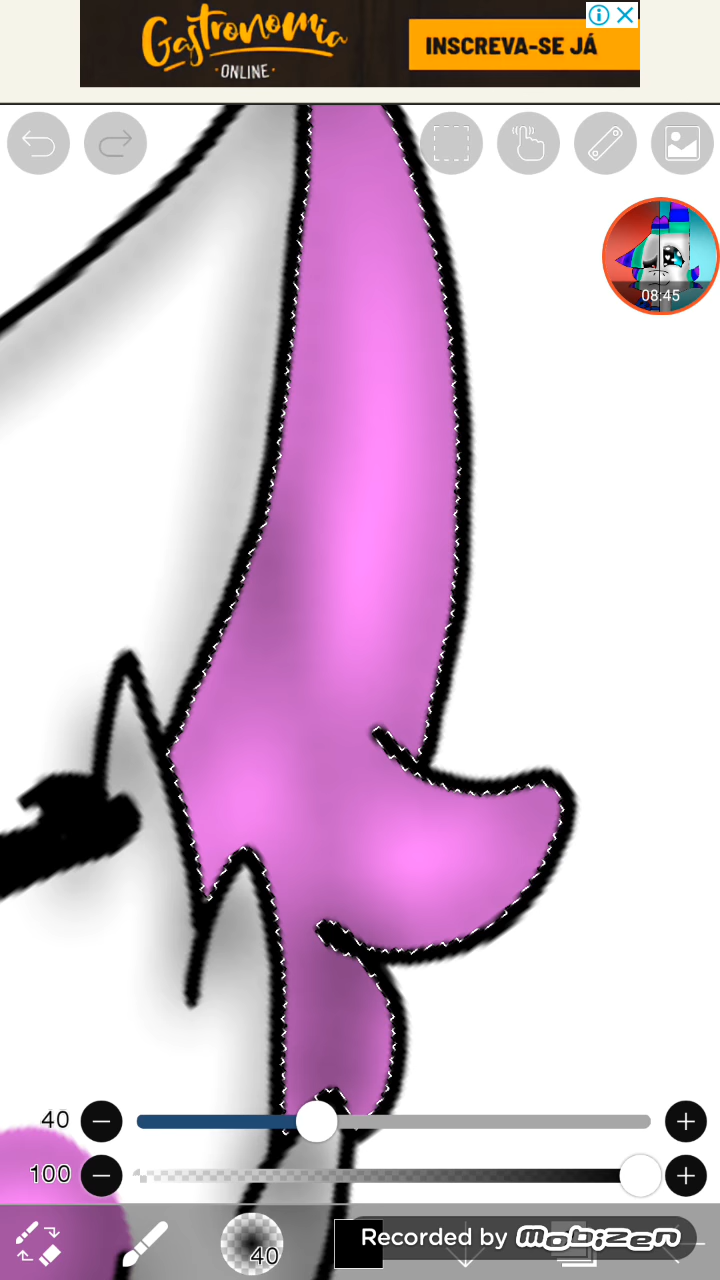 Gastronomia
• ONLINE •
INSCREVA-SE JÁ
08:45
40
100
40
Recorded by Mobizen